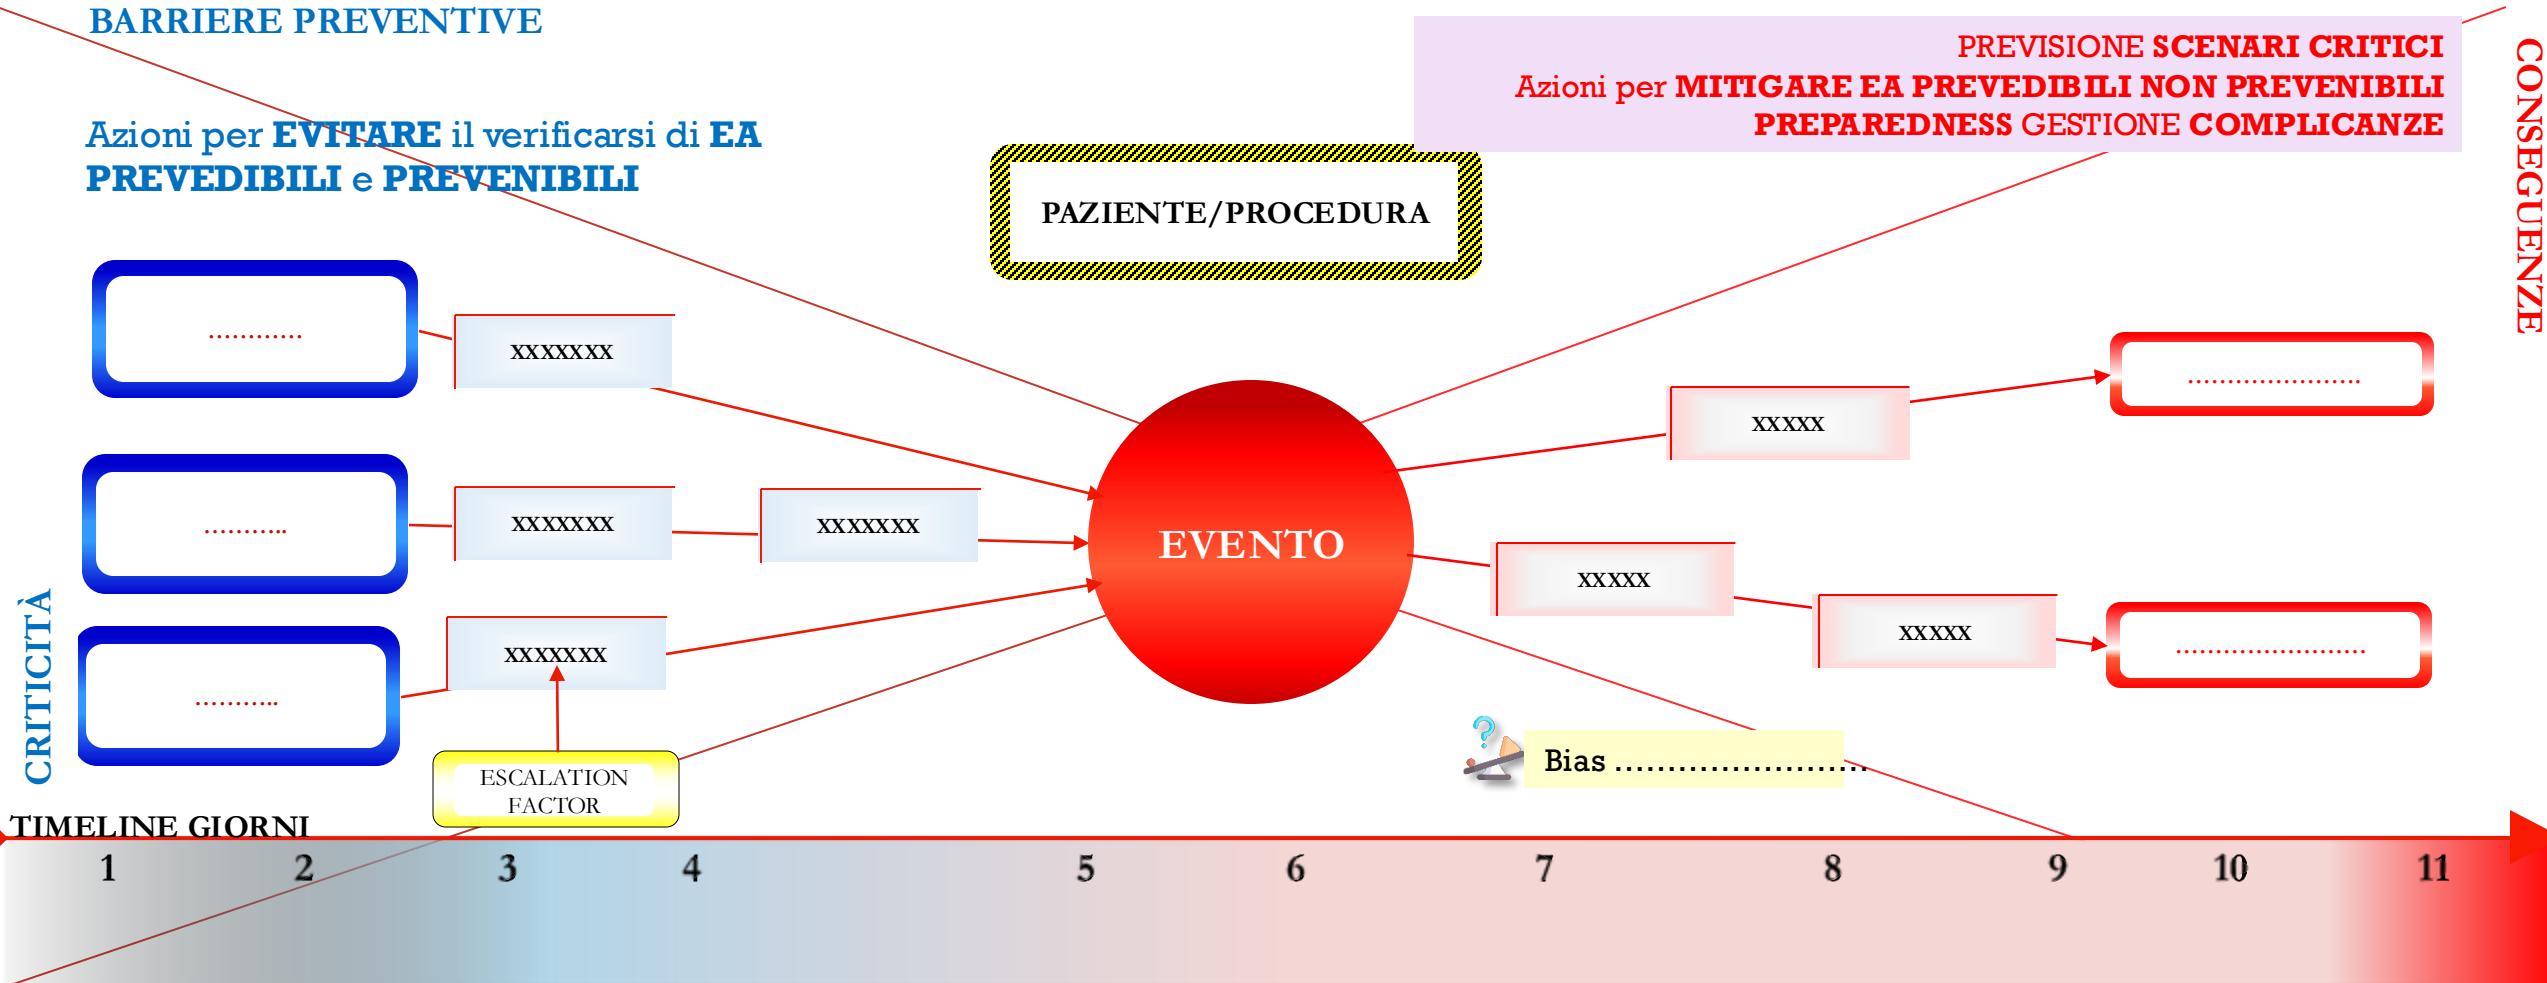 BARRIERE PREVENTIVE
Azioni per EVITARE il verificarsi di EA
PREVEDIBILI e PREVENIBILI
PREVISIONE SCENARI CRITICI
Azioni per MITIGARE EA PREVEDIBILI NON PREVENIBILI
PREPAREDNESS GESTIONE COMPLICANZE
CONSEGUENZE
PAZIENTE/PROCEDURA
............
XXXXXXX
...........
XXXXXXX
XXXXXXX
...........
XXXXXXX
CRITICITÀ
ESCALATION
FACTOR
EVENTO
XXXXX
......................
XXXXX
XXXXX
........................
Bias ........................
TIMELINE GIORNI
1 2 3 4 5 6 7 8 9 10 11